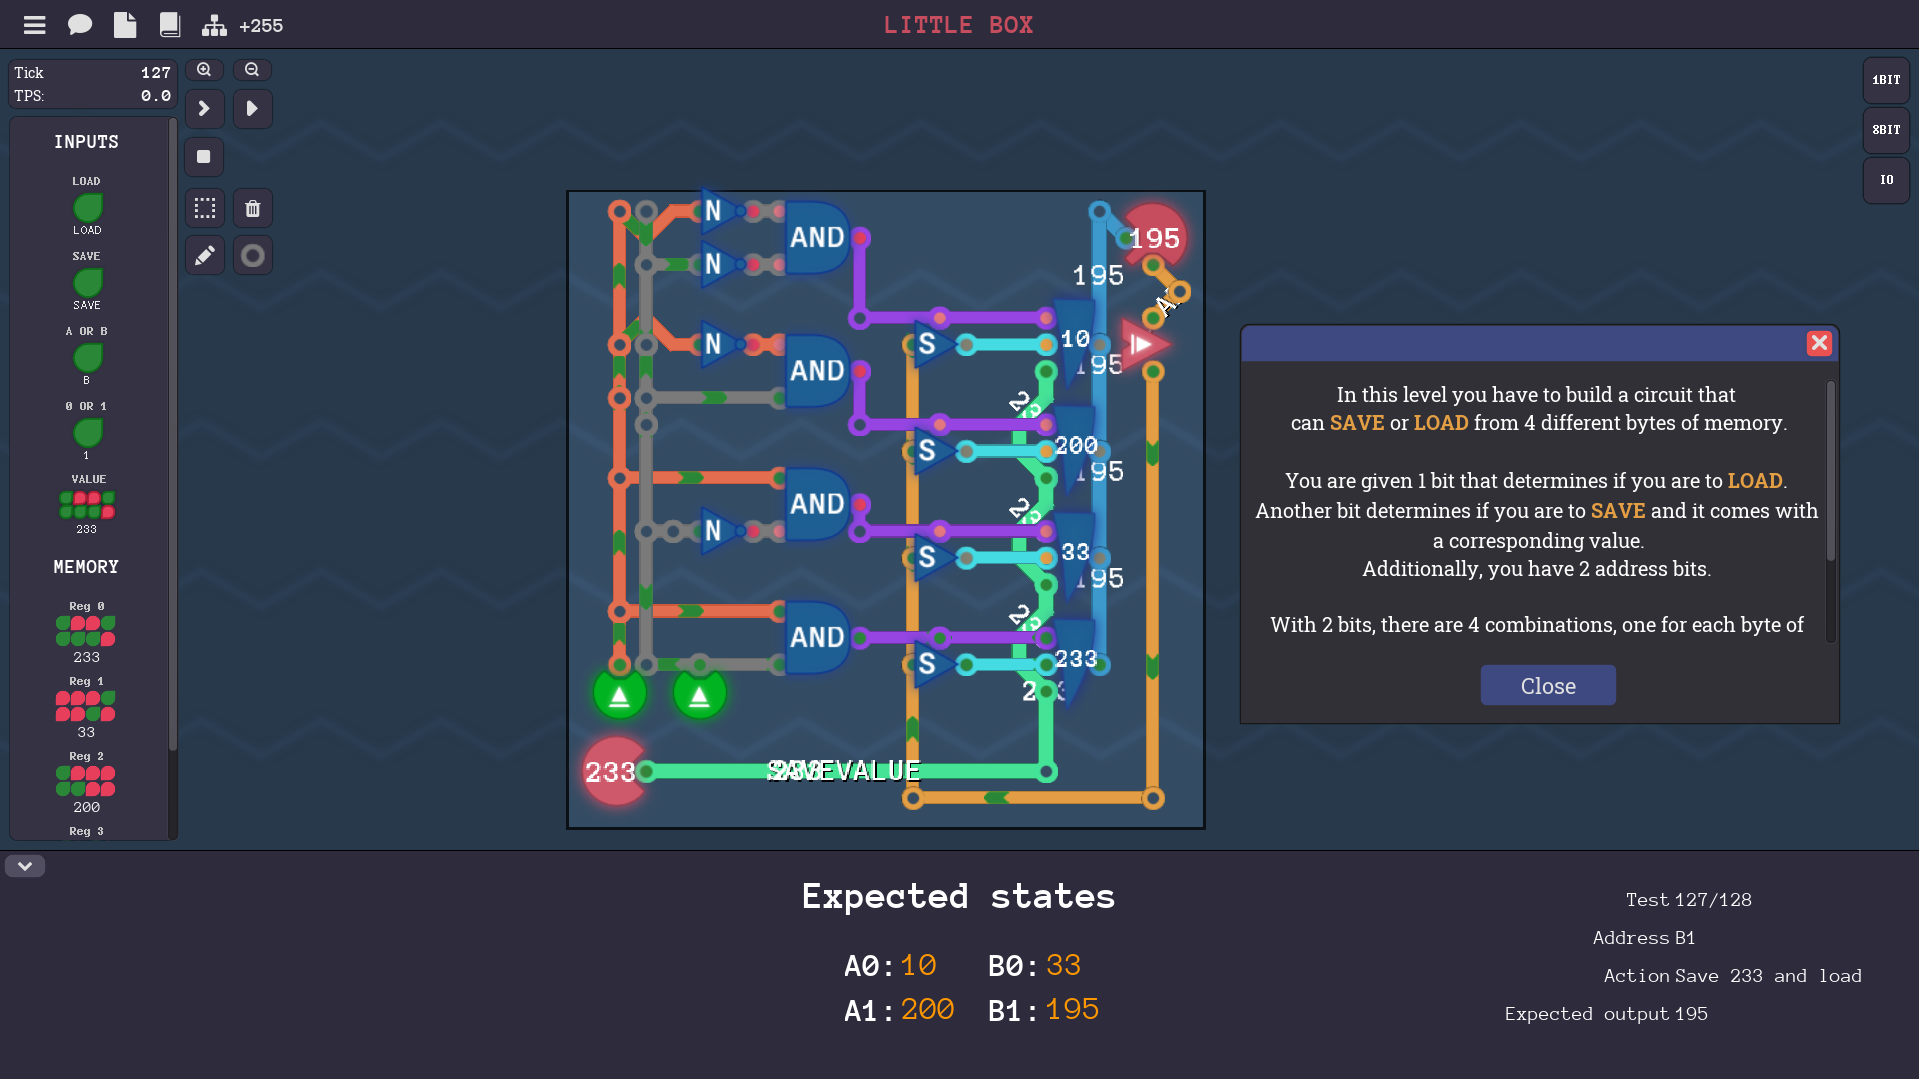 +255
LITTLE BOX
Tick 127
TPS: 0.0
1BIT
8BIT
IO
INPUTS
LOAD
LOAD
SAVE
SAVE
A OR B
B
0 OR 1
1
VALUE
233
MEMORY
Reg 0
233
Reg 1
33
Reg 2
200
Reg 3
N
AND
N
195
195
A
N
AND
S
10
195
S
200
195
AND
N
S
33
195
AND
S
233
233
SAVE VALUE
In this level you have to build a circuit that
can SAVE or LOAD from 4 different bytes of memory.
You are given 1 bit that determines if you are to LOAD.
Another bit determines if you are to SAVE and it comes with
a corresponding value.
Additionally, you have 2 address bits.
With 2 bits, there are 4 combinations, one for each byte of
Close
Expected states
A0: 10 B0: 33
A1: 200 B1: 195
Test 127/128
Address B1
Action Save 233 and load
Expected output 195